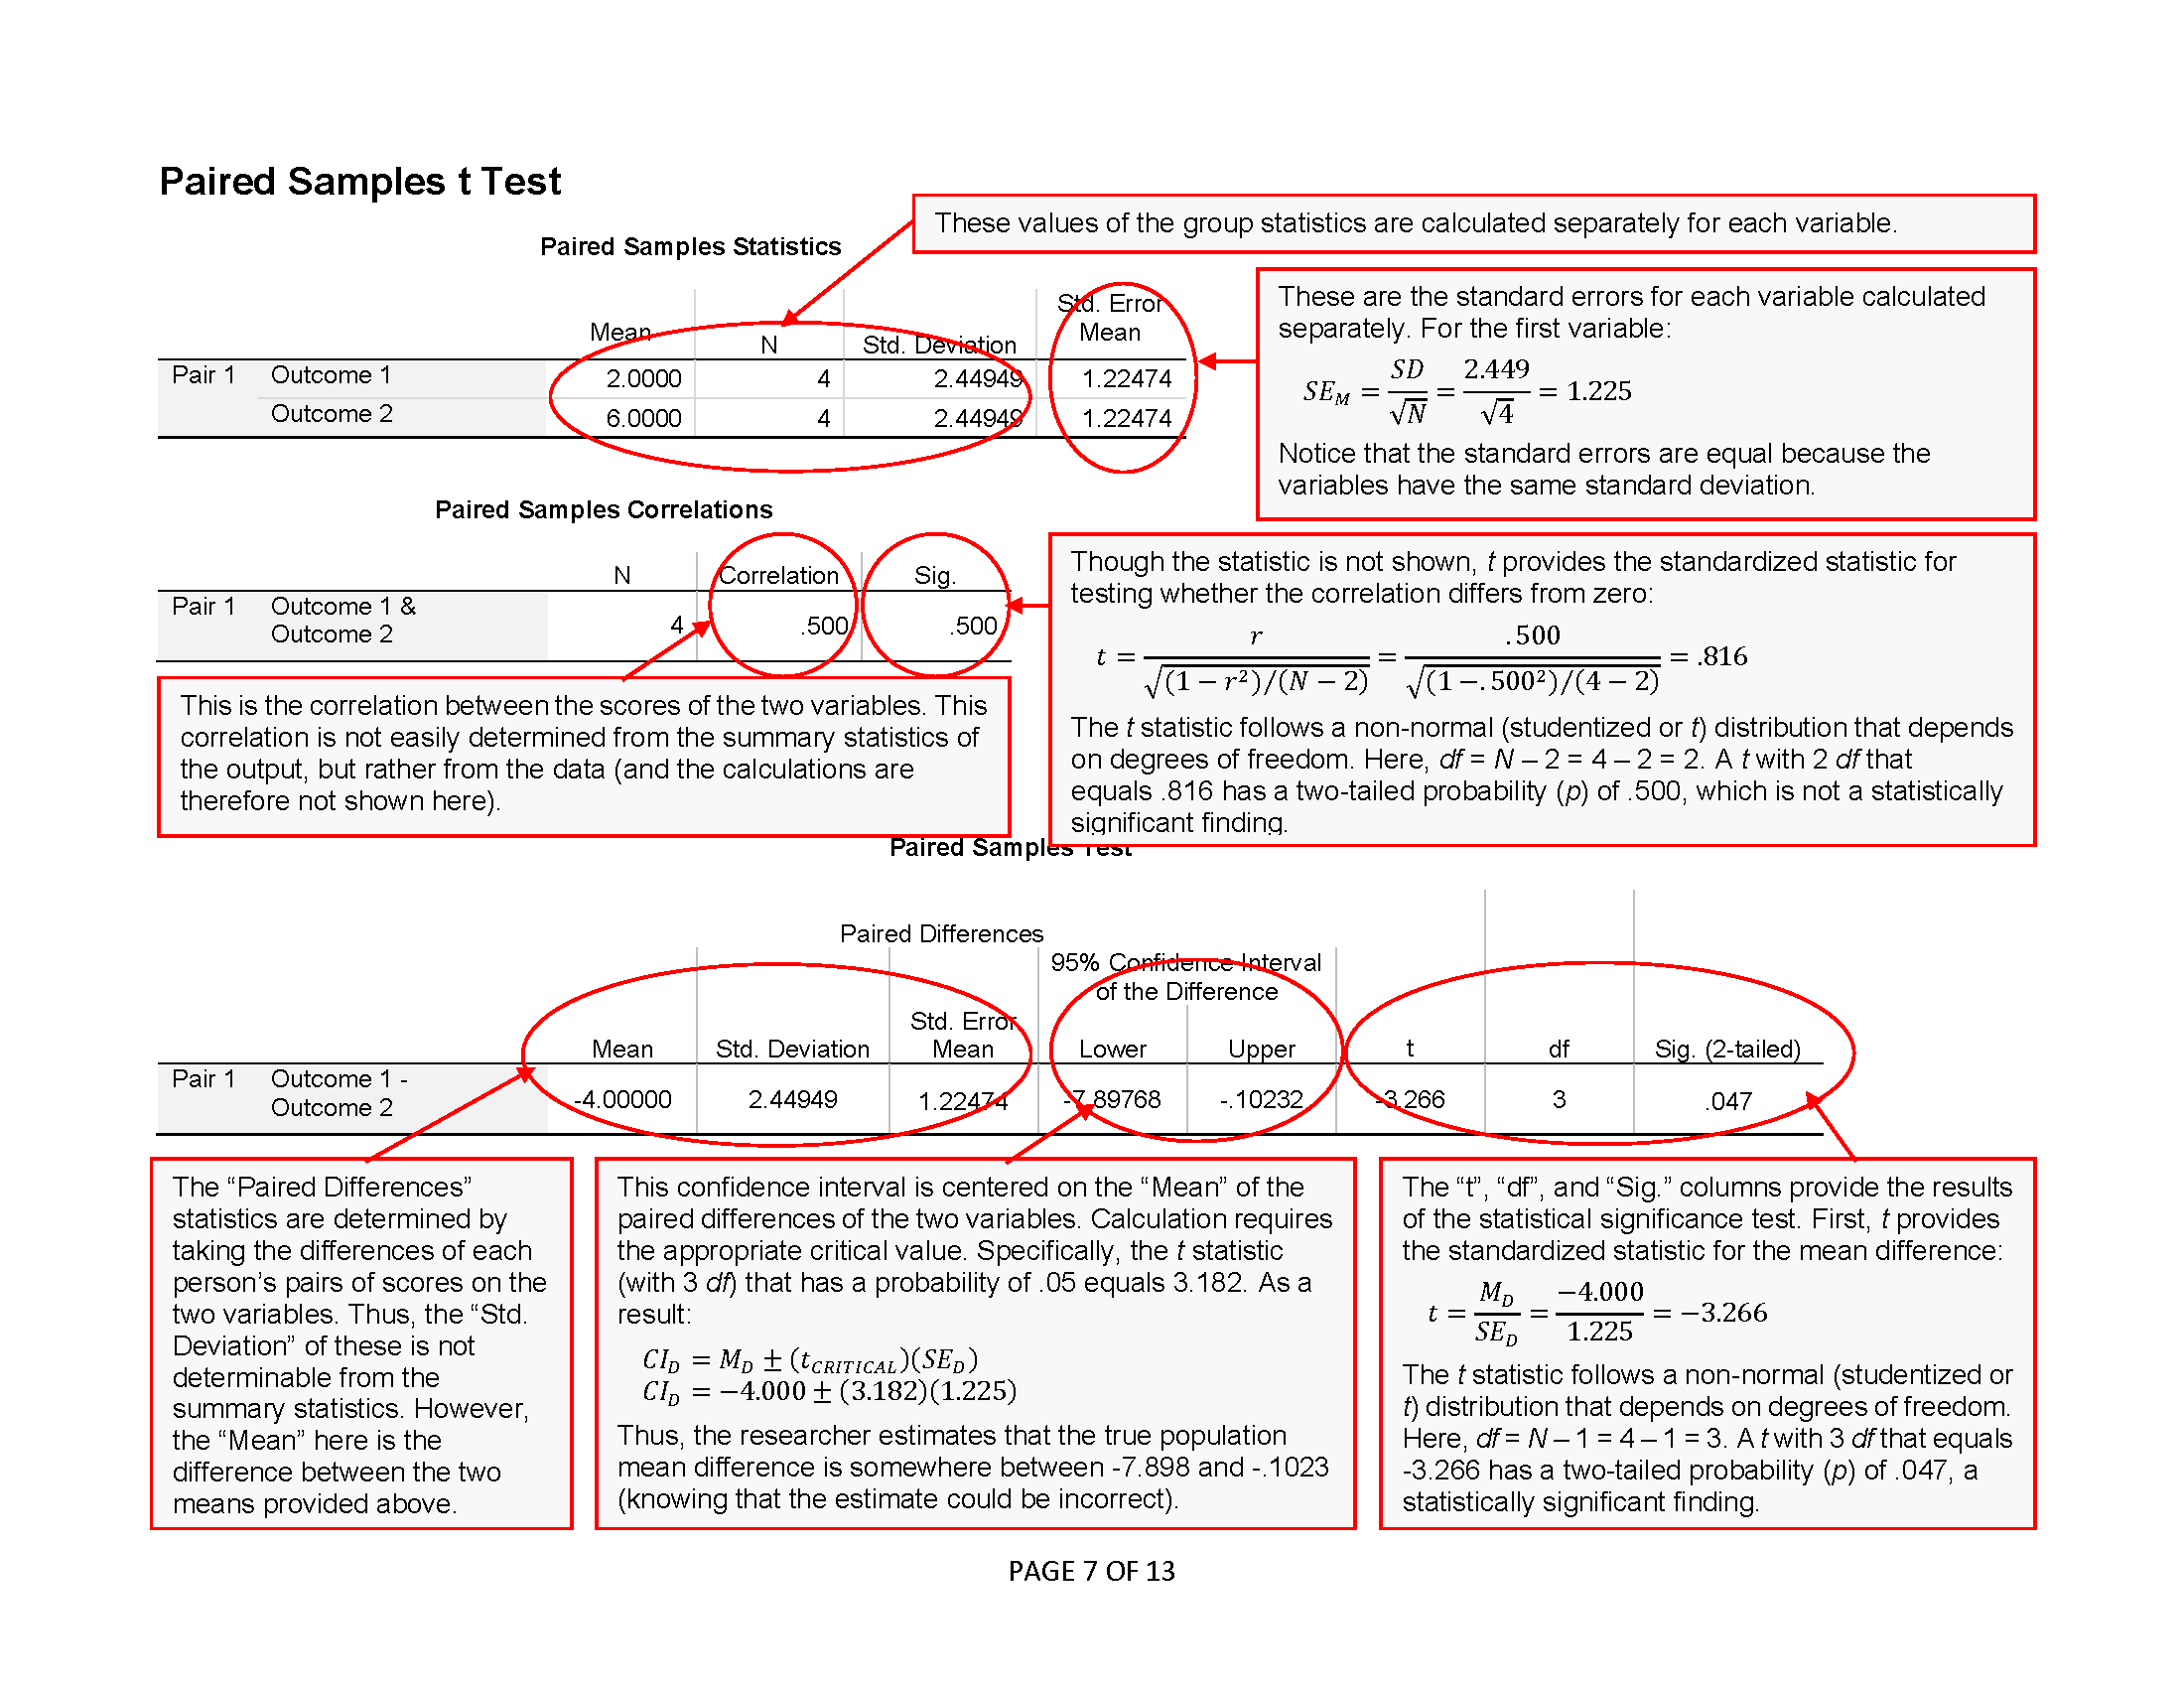 Paired Samples t Test
These values of the group statistics are calculated separately for each variable.
Paired Samples Statistics
Mean N Std. Deviation Std. Error Mean
Pair 1 Outcome 1 2.0000 4 2.44949 1.22474
Outcome 2 6.0000 4 2.44949 1.22474
These are the standard errors for each variable calculated
separately. For the first variable:
SE_M = SD/√N = 2.449/√4 = 1.225
Notice that the standard errors are equal because the
variables have the same standard deviation.
Paired Samples Correlations
N Correlation Sig.
Pair 1 Outcome 1 & Outcome 2 4 .500 .500
Though the statistic is not shown, t provides the standardized statistic for
testing whether the correlation differs from zero:
t = r/√((1 − r²)/(N − 2)) = .500/√((1 −.500²)/(4 − 2)) = .816
The t statistic follows a non-normal (studentized or t) distribution that depends
on degrees of freedom. Here, df = N – 2 = 4 – 2 = 2. A t with 2 df that
equals .816 has a two-tailed probability (p) of .500, which is not a statistically
significant finding.
This is the correlation between the scores of the two variables. This
correlation is not easily determined from the summary statistics of
the output, but rather from the data (and the calculations are
therefore not shown here).
Paired Samples Test
Paired Differences
95% Confidence Interval
of the Difference
Mean Std. Deviation Std. Error Mean Lower Upper t df Sig. (2-tailed)
Pair 1 Outcome 1 - Outcome 2 -4.00000 2.44949 1.22474 -7.89768 -.10232 -3.266 3 .047
The “Paired Differences”
statistics are determined by
taking the differences of each
person’s pairs of scores on the
two variables. Thus, the “Std.
Deviation” of these is not
determinable from the
summary statistics. However,
the “Mean” here is the
difference between the two
means provided above.
This confidence interval is centered on the “Mean” of the
paired differences of the two variables. Calculation requires
the appropriate critical value. Specifically, the t statistic
(with 3 df) that has a probability of .05 equals 3.182. As a
result:
CI_D = M_D ± (t_CRITICAL)(SE_D)
CI_D = −4.000 ± (3.182)(1.225)
Thus, the researcher estimates that the true population
mean difference is somewhere between -7.898 and -.1023
(knowing that the estimate could be incorrect).
The “t”, “df”, and “Sig.” columns provide the results
of the statistical significance test. First, t provides
the standardized statistic for the mean difference:
t = M_D/SE_D = −4.000/1.225 = −3.266
The t statistic follows a non-normal (studentized or
t) distribution that depends on degrees of freedom.
Here, df = N – 1 = 4 – 1 = 3. A t with 3 df that equals
-3.266 has a two-tailed probability (p) of .047, a
statistically significant finding.
PAGE 7 OF 13